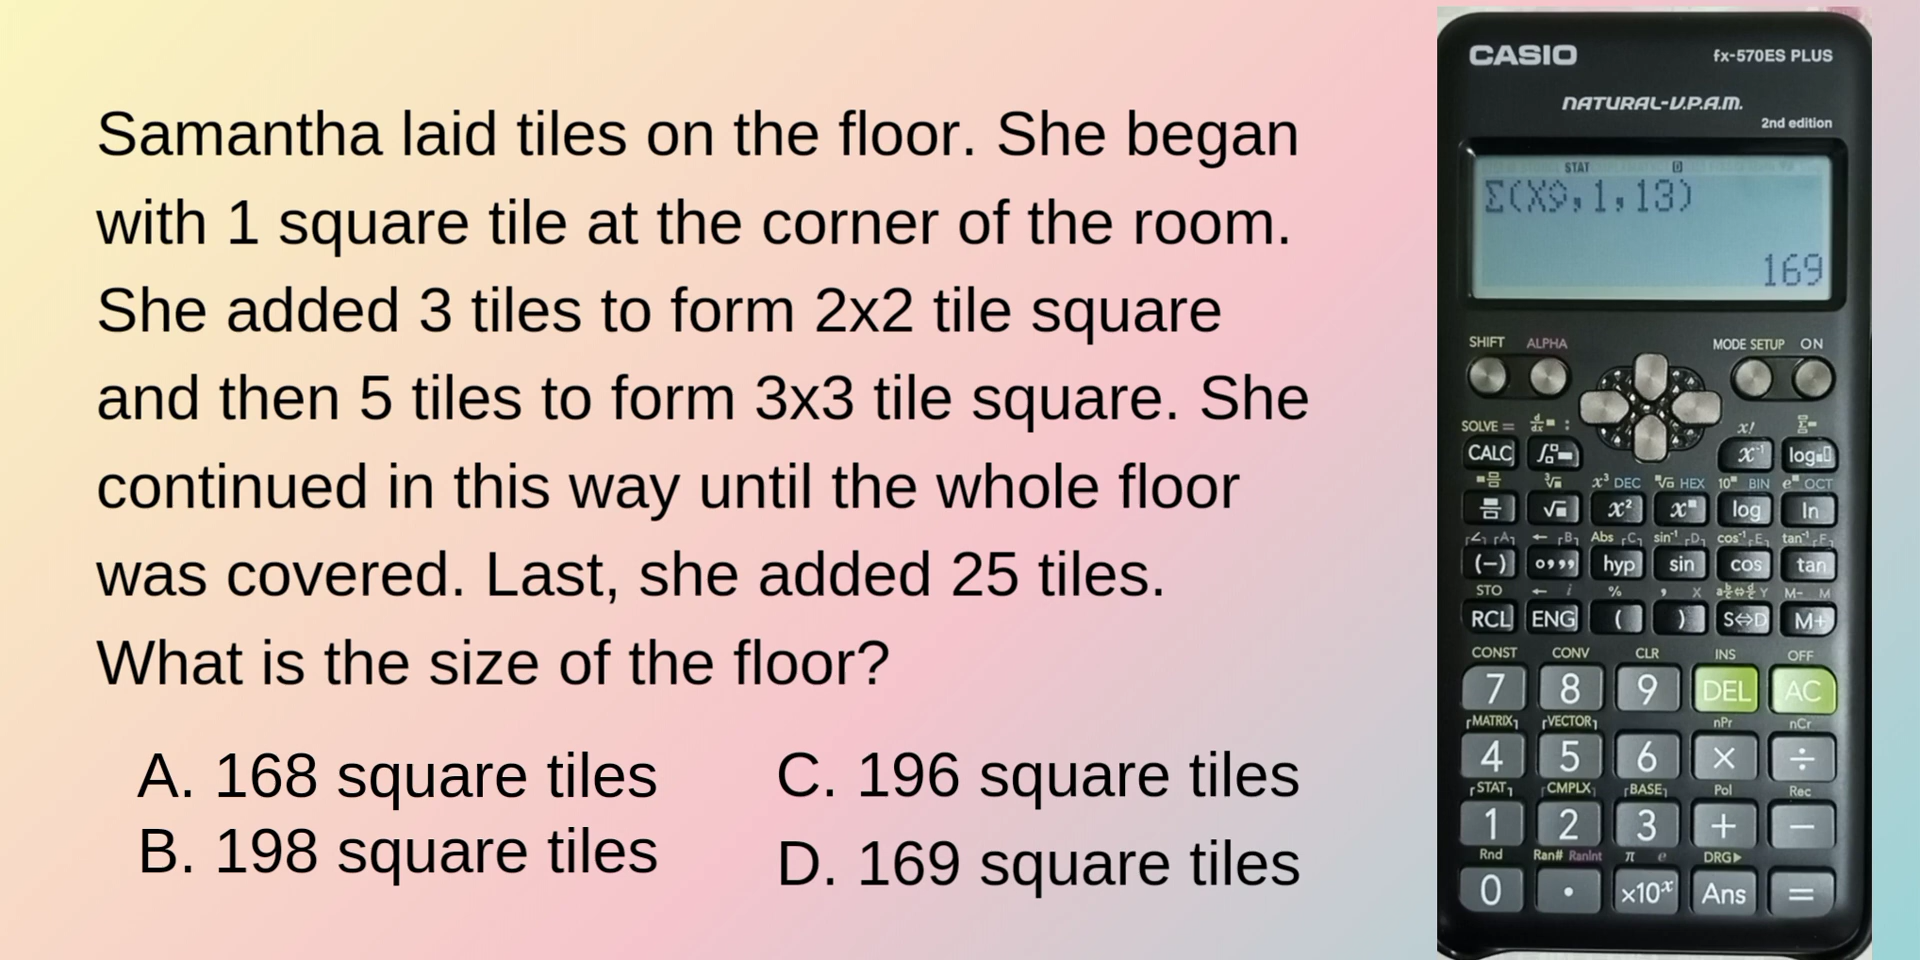 Samantha laid tiles on the floor. She began
with 1 square tile at the corner of the room.
She added 3 tiles to form 2x2 tile square
and then 5 tiles to form 3x3 tile square. She
continued in this way until the whole floor
was covered. Last, she added 25 tiles.
What is the size of the floor?
A. 168 square tiles
B. 198 square tiles
C. 196 square tiles
D. 169 square tiles
CASIO fx-570ES PLUS
NATURAL-V.P.A.M.
2nd edition
STAT D
Σ(Xŷ,1,13)
169
SHIFT ALPHA MODE SETUP ON
SOLVE = d/dx : x!
CALC x⁻¹ log
x³ DEC HEX 10 BIN e OCT
√ x² x log ln
∠ A ← B Abs C sin⁻¹ D cos⁻¹ E tan⁻¹ F
(−) °’” hyp sin cos tan
STO ← i % , X Y M− M
RCL ENG ( ) S⇔D M+
CONST CONV CLR INS OFF
7 8 9 DEL AC
MATRIX VECTOR nPr nCr
4 5 6 × ÷
STAT CMPLX BASE Pol Rec
1 2 3 + −
Rnd Ran# RanInt π e DRG▶
0 • ×10ˣ Ans =